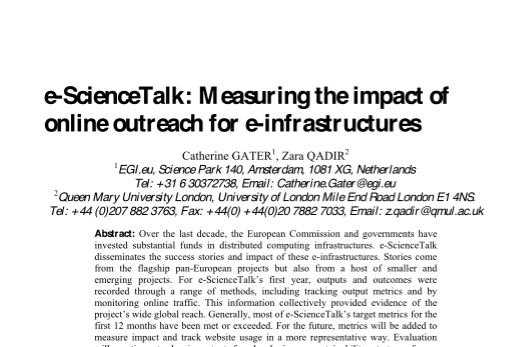 e-ScienceTalk: Measuring the impact of
online outreach for e-infrastructures
Catherine GATER1, Zara QADIR2
1EGI.eu, Science Park 140, Amsterdam, 1081 XG, Netherlands
Tel: +31 6 30372738, Email: Catherine.Gater@egi.eu
2Queen Mary University London, University of London Mile End Road London E1 4NS.
Tel: +44 (0)207 882 3763, Fax: +44(0) +44(0)20 7882 7033, Email: z.qadir@qmul.ac.uk
Abstract: Over the last decade, the European Commission and governments have
invested substantial funds in distributed computing infrastructures. e-ScienceTalk
disseminates the success stories and impact of these e-infrastructures. Stories come
from the flagship pan-European projects but also from a host of smaller and
emerging projects. For e-ScienceTalk's first year, outputs and outcomes were
recorded through a range of methods, including tracking output metrics and by
monitoring online traffic. This information collectively provided evidence of the
project's wide global reach. Generally, most of e-ScienceTalk's target metrics for the
first 12 months have been met or exceeded. For the future, metrics will be added to
measure impact and track website usage in a more representative way. Evaluation